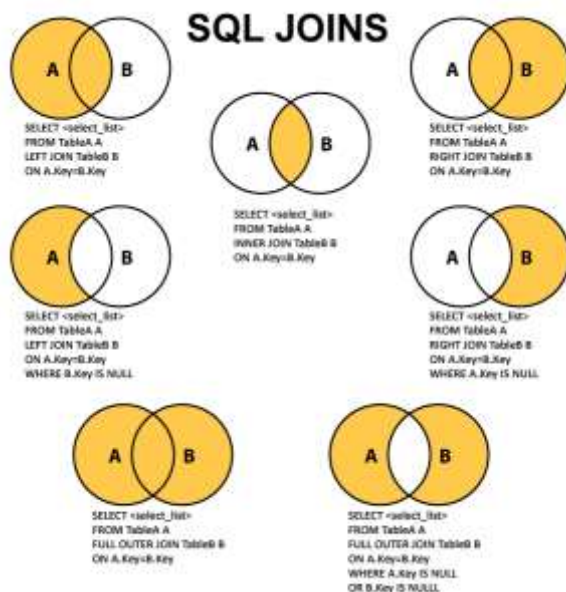 SQL JOINS
A B
SELECT <select_list>
FROM TableA A
LEFT JOIN TableB B
ON A.Key=B.Key
A B
SELECT <select_list>
FROM TableA A
INNER JOIN TableB B
ON A.Key=B.Key
A B
SELECT <select_list>
FROM TableA A
RIGHT JOIN TableB B
ON A.Key=B.Key
A B
SELECT <select_list>
FROM TableA A
LEFT JOIN TableB B
ON A.Key=B.Key
WHERE B.Key IS NULL
A B
SELECT <select_list>
FROM TableA A
RIGHT JOIN TableB B
ON A.Key=B.Key
WHERE A.Key IS NULL
A B
SELECT <select_list>
FROM TableA A
FULL OUTER JOIN TableB B
ON A.Key=B.Key
A B
SELECT <select_list>
FROM TableA A
FULL OUTER JOIN TableB B
ON A.Key=B.Key
WHERE A.Key IS NULL
OR B.Key IS NULLL